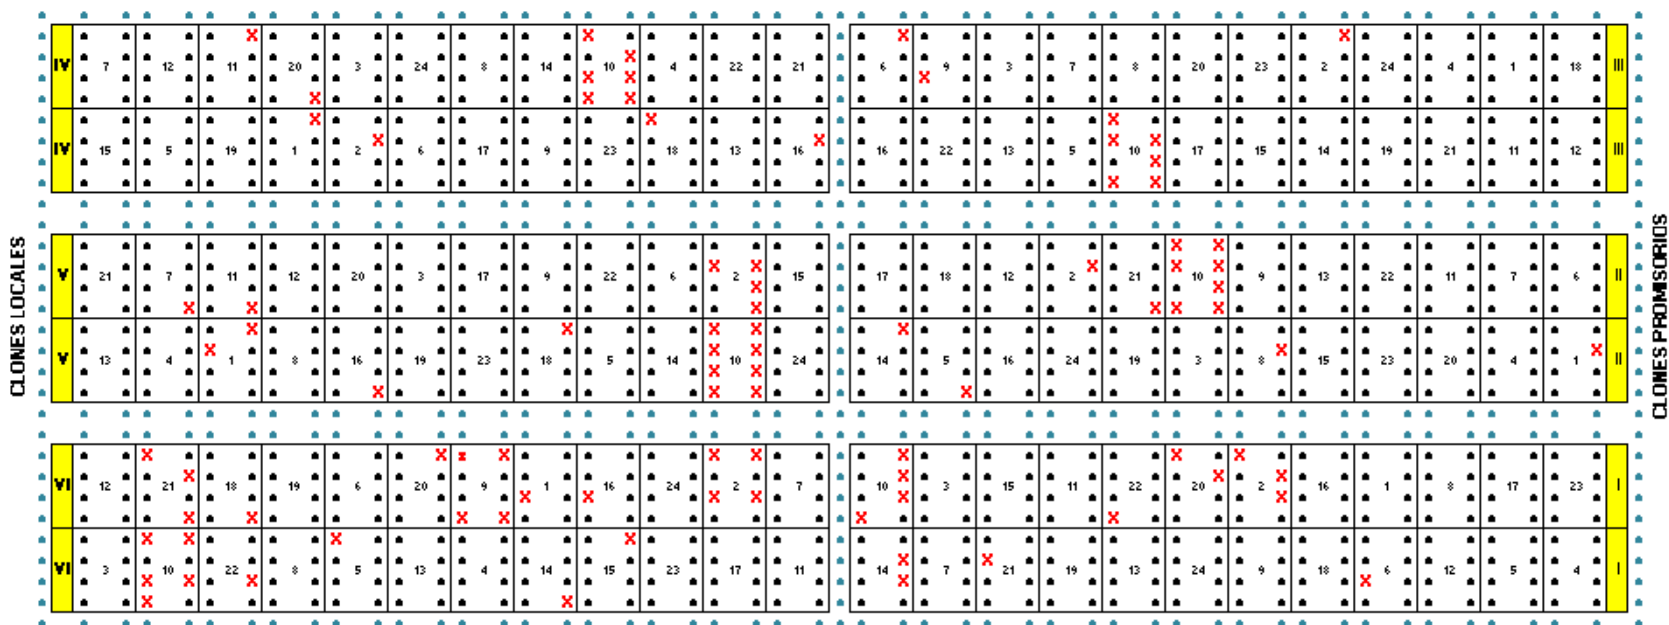 IV 7 12 11 20 3 24 8 14 10 4 22 21 6 9 3 7 8 20 23 2 24 4 1 18 III
IV 15 5 19 1 2 6 17 9 23 18 13 16 16 22 13 5 10 17 15 14 19 21 11 12 III
CLONES LOCALES
V 21 7 11 12 20 3 17 9 22 6 2 15 17 18 12 2 21 10 9 13 22 11 7 6 II
V 13 4 1 8 16 19 23 18 5 14 10 24 14 5 16 24 19 3 8 15 23 20 4 1 II
CLONES PROMISORIOS
VI 12 21 18 19 6 20 9 1 16 24 2 7 10 3 15 11 22 20 2 16 1 8 17 23 I
VI 3 10 22 8 5 13 4 14 15 23 17 11 14 7 21 19 13 24 9 18 6 12 5 4 I